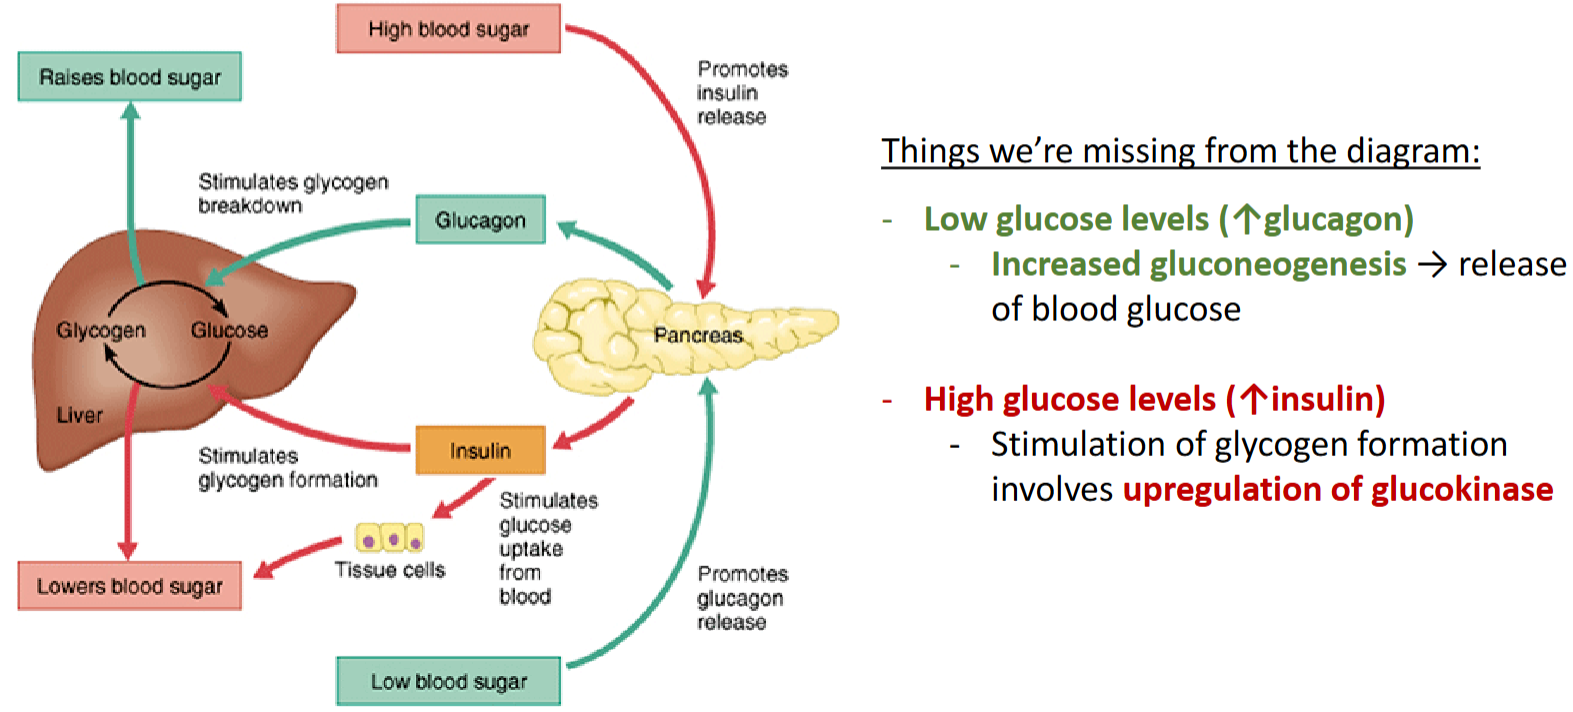 High blood sugar
Raises blood sugar
Promotes
insulin
release
Stimulates glycogen
breakdown
Glucagon
Glycogen
Glucose
Pancreas
Liver
Insulin
Stimulates
glycogen formation
Stimulates
glucose
uptake
from
blood
Tissue cells
Lowers blood sugar
Promotes
glucagon
release
Low blood sugar
Things we’re missing from the diagram:
- Low glucose levels (↑glucagon)
- Increased gluconeogenesis → release
of blood glucose
- High glucose levels (↑insulin)
- Stimulation of glycogen formation
involves upregulation of glucokinase